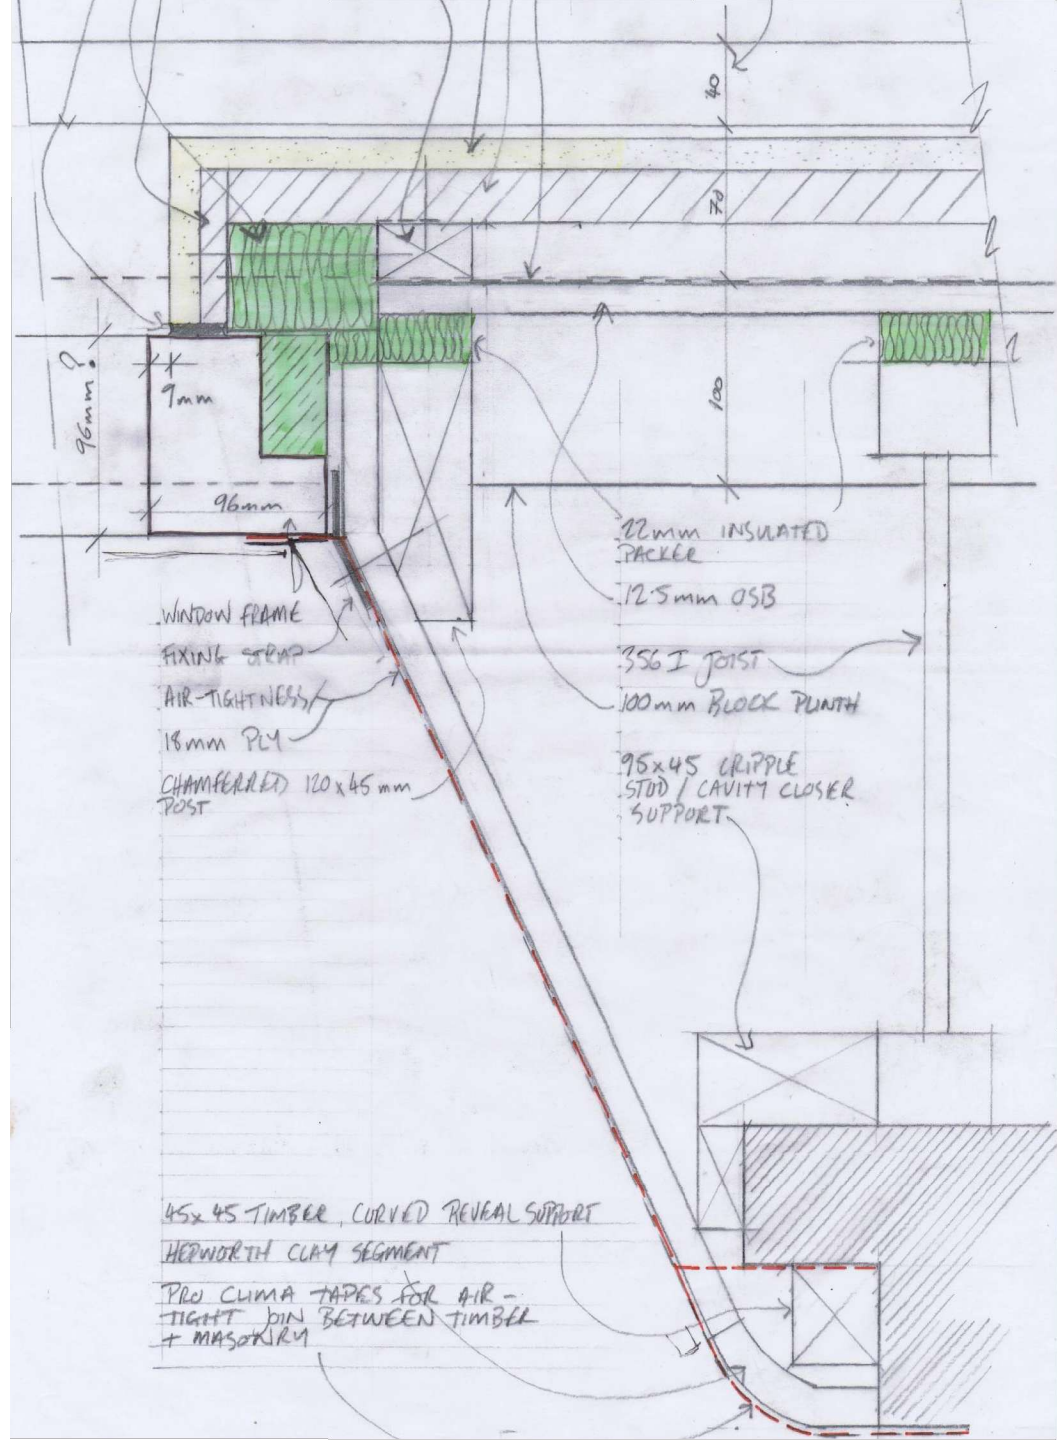 40
70
100
96mm?
9mm
96mm
22mm INSULATED
PACKER
12.5mm OSB
356 I JOIST
100mm BLOCK PLINTH
95x45 CRIPPLE
STUD / CAVITY CLOSER
SUPPORT
WINDOW FRAME
FIXING STRAP
AIR-TIGHTNESS/
18mm PLY
CHAMFERRED 120x45mm
POST
45x45 TIMBER, CURVED REVEAL SUPPORT
HEPWORTH CLAY SEGMENT
PRO CLIMA TAPES FOR AIR-
TIGHT JOIN BETWEEN TIMBER
+ MASONRY